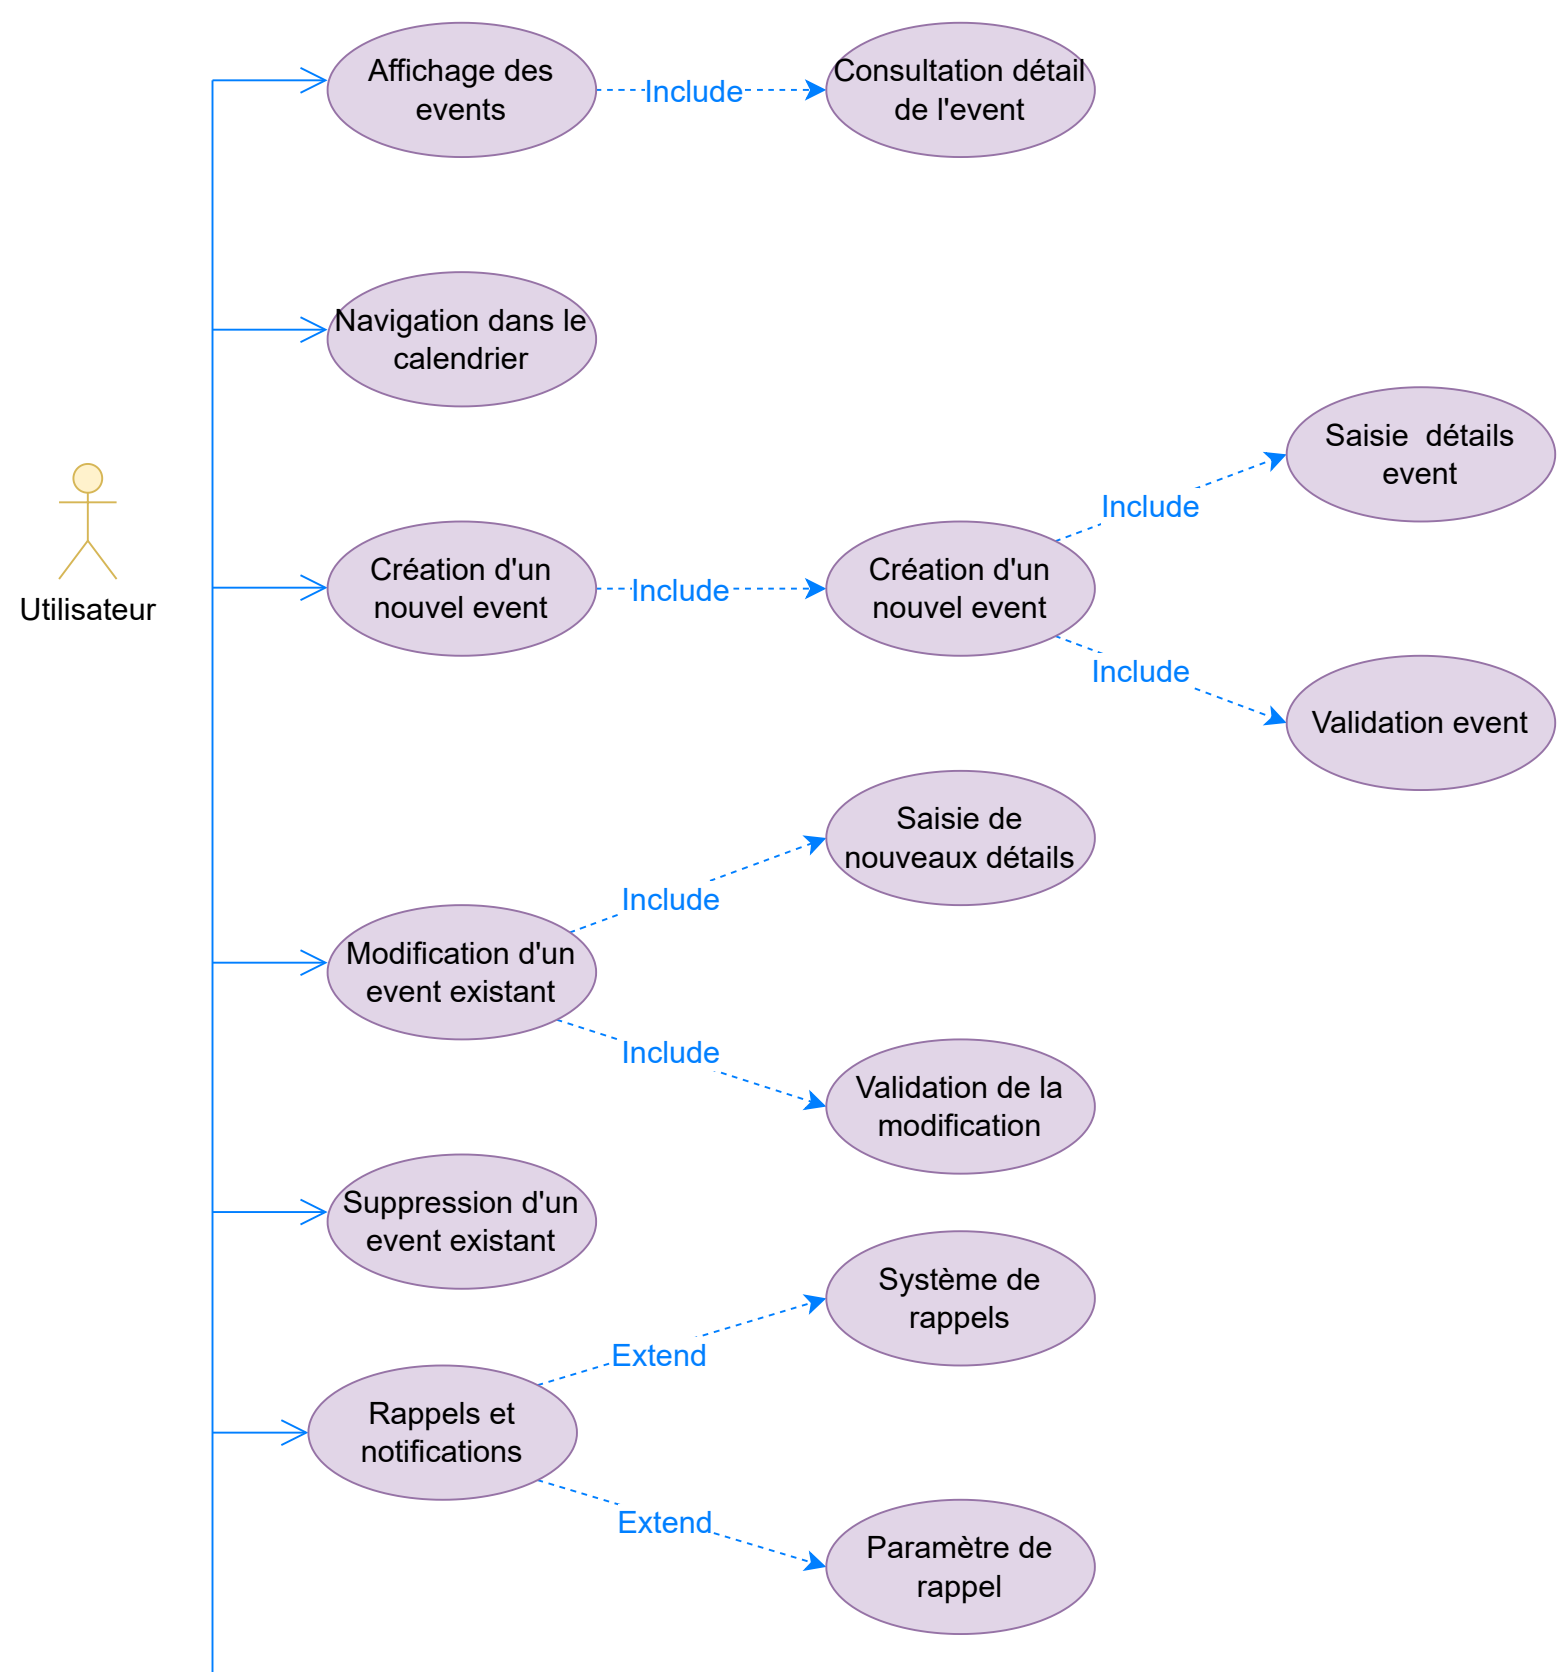 Affichage des
events
Include
Consultation détail
de l'event
Navigation dans le
calendrier
Utilisateur
Création d'un
nouvel event
Include
Création d'un
nouvel event
Include
Saisie  détails
event
Include
Validation event
Modification d'un
event existant
Include
Saisie de
nouveaux détails
Include
Validation de la
modification
Suppression d'un
event existant
Rappels et
notifications
Extend
Système de
rappels
Extend
Paramètre de
rappel